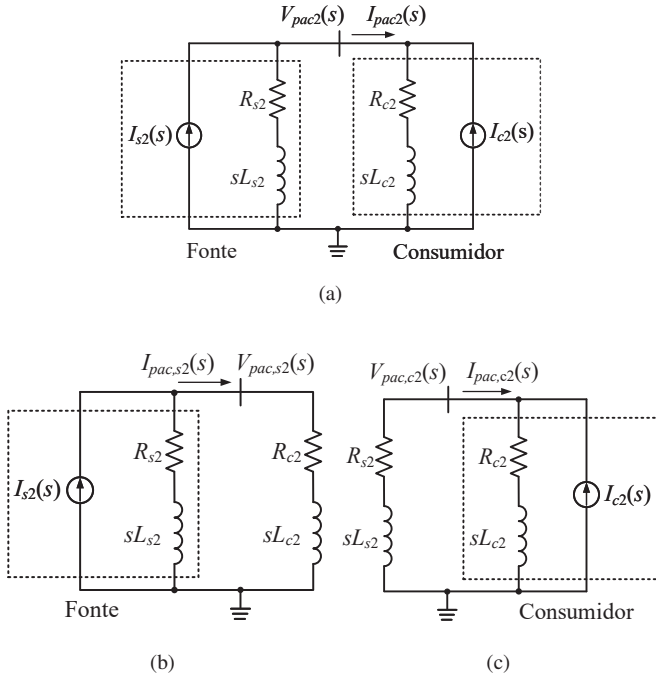 Vpac2(s) Ipac2(s)
Rs2 Rc2
Is2(s) Ic2(s)
sLs2 sLc2
Fonte Consumidor
(a)
Ipac,s2(s) Vpac,s2(s)
Rs2 Rc2
Is2(s)
sLs2 sLc2
Fonte
(b)
Vpac,c2(s) Ipac,c2(s)
Rs2 Rc2
Ic2(s)
sLs2 sLc2
Consumidor
(c)